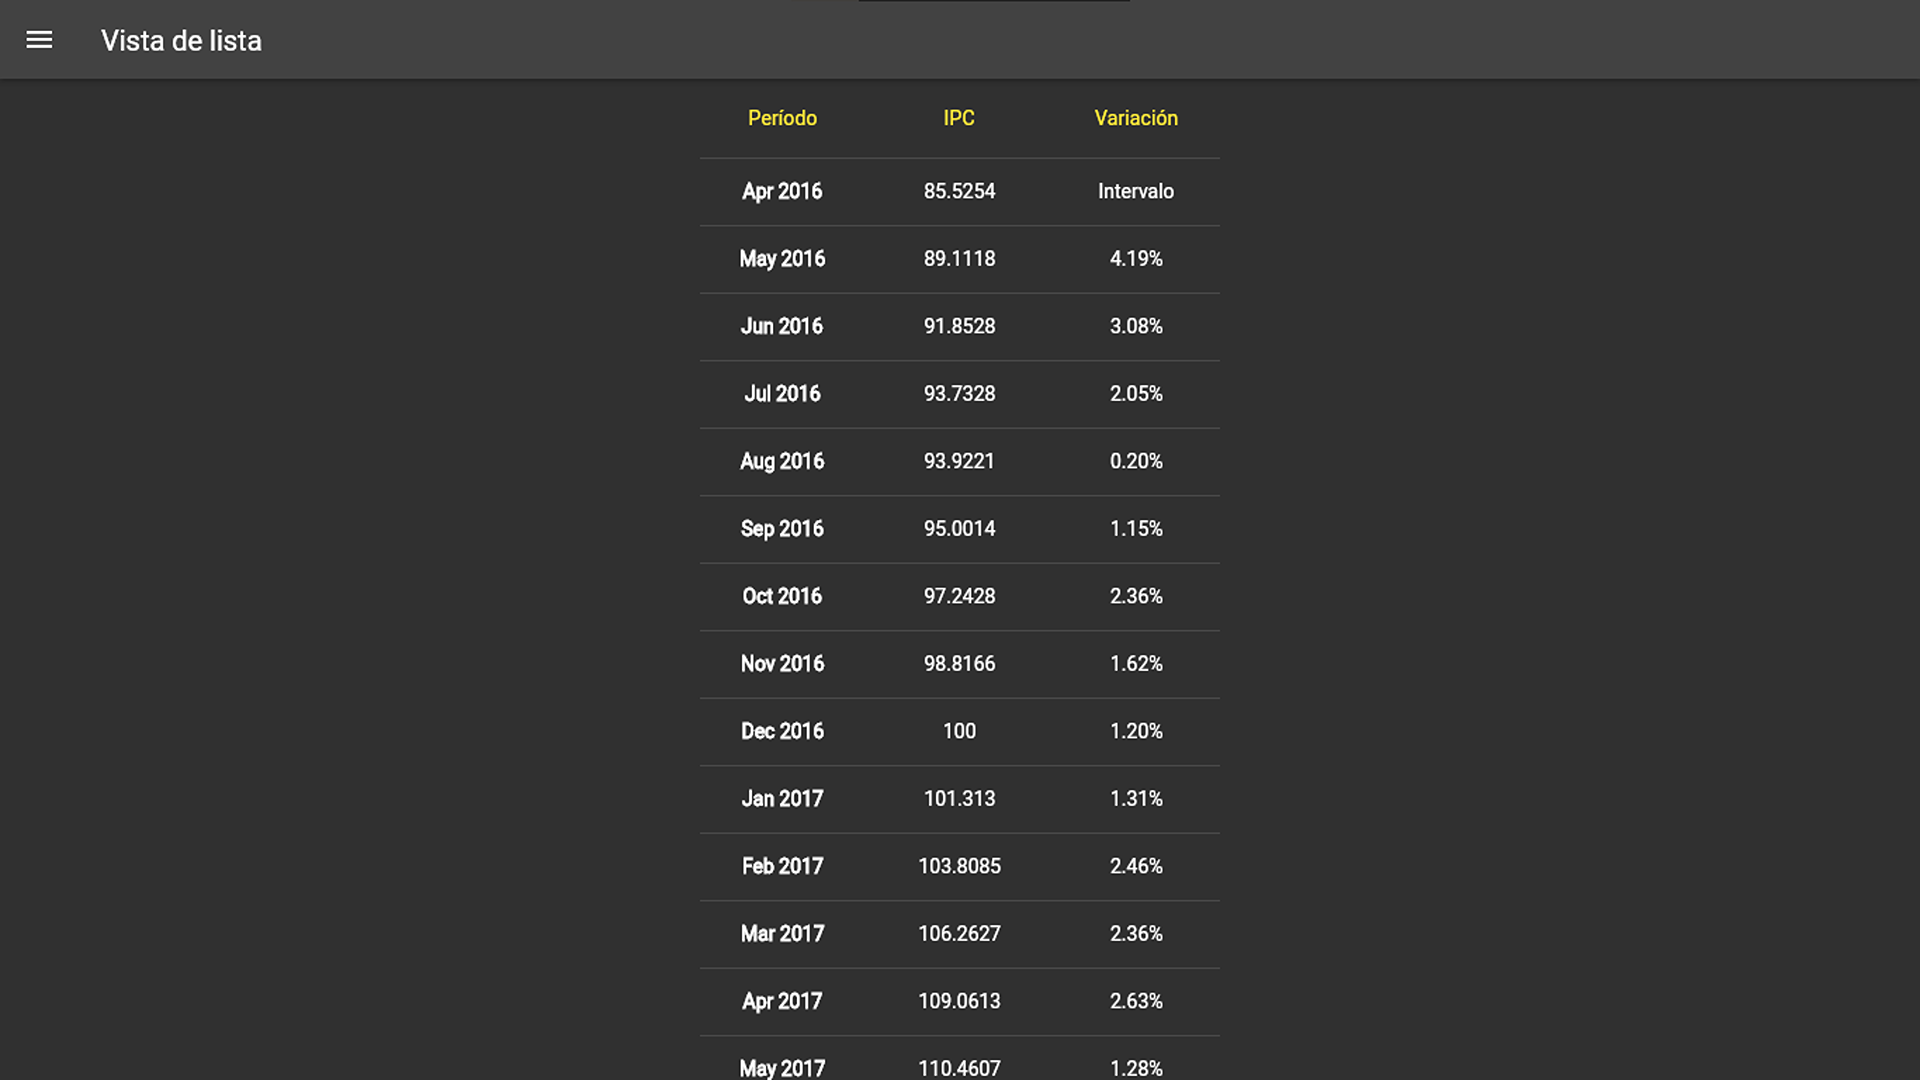 Vista de lista
Período IPC Variación
Apr 2016 85.5254 Intervalo
May 2016 89.1118 4.19%
Jun 2016 91.8528 3.08%
Jul 2016 93.7328 2.05%
Aug 2016 93.9221 0.20%
Sep 2016 95.0014 1.15%
Oct 2016 97.2428 2.36%
Nov 2016 98.8166 1.62%
Dec 2016 100 1.20%
Jan 2017 101.313 1.31%
Feb 2017 103.8085 2.46%
Mar 2017 106.2627 2.36%
Apr 2017 109.0613 2.63%
May 2017 110.4607 1.28%